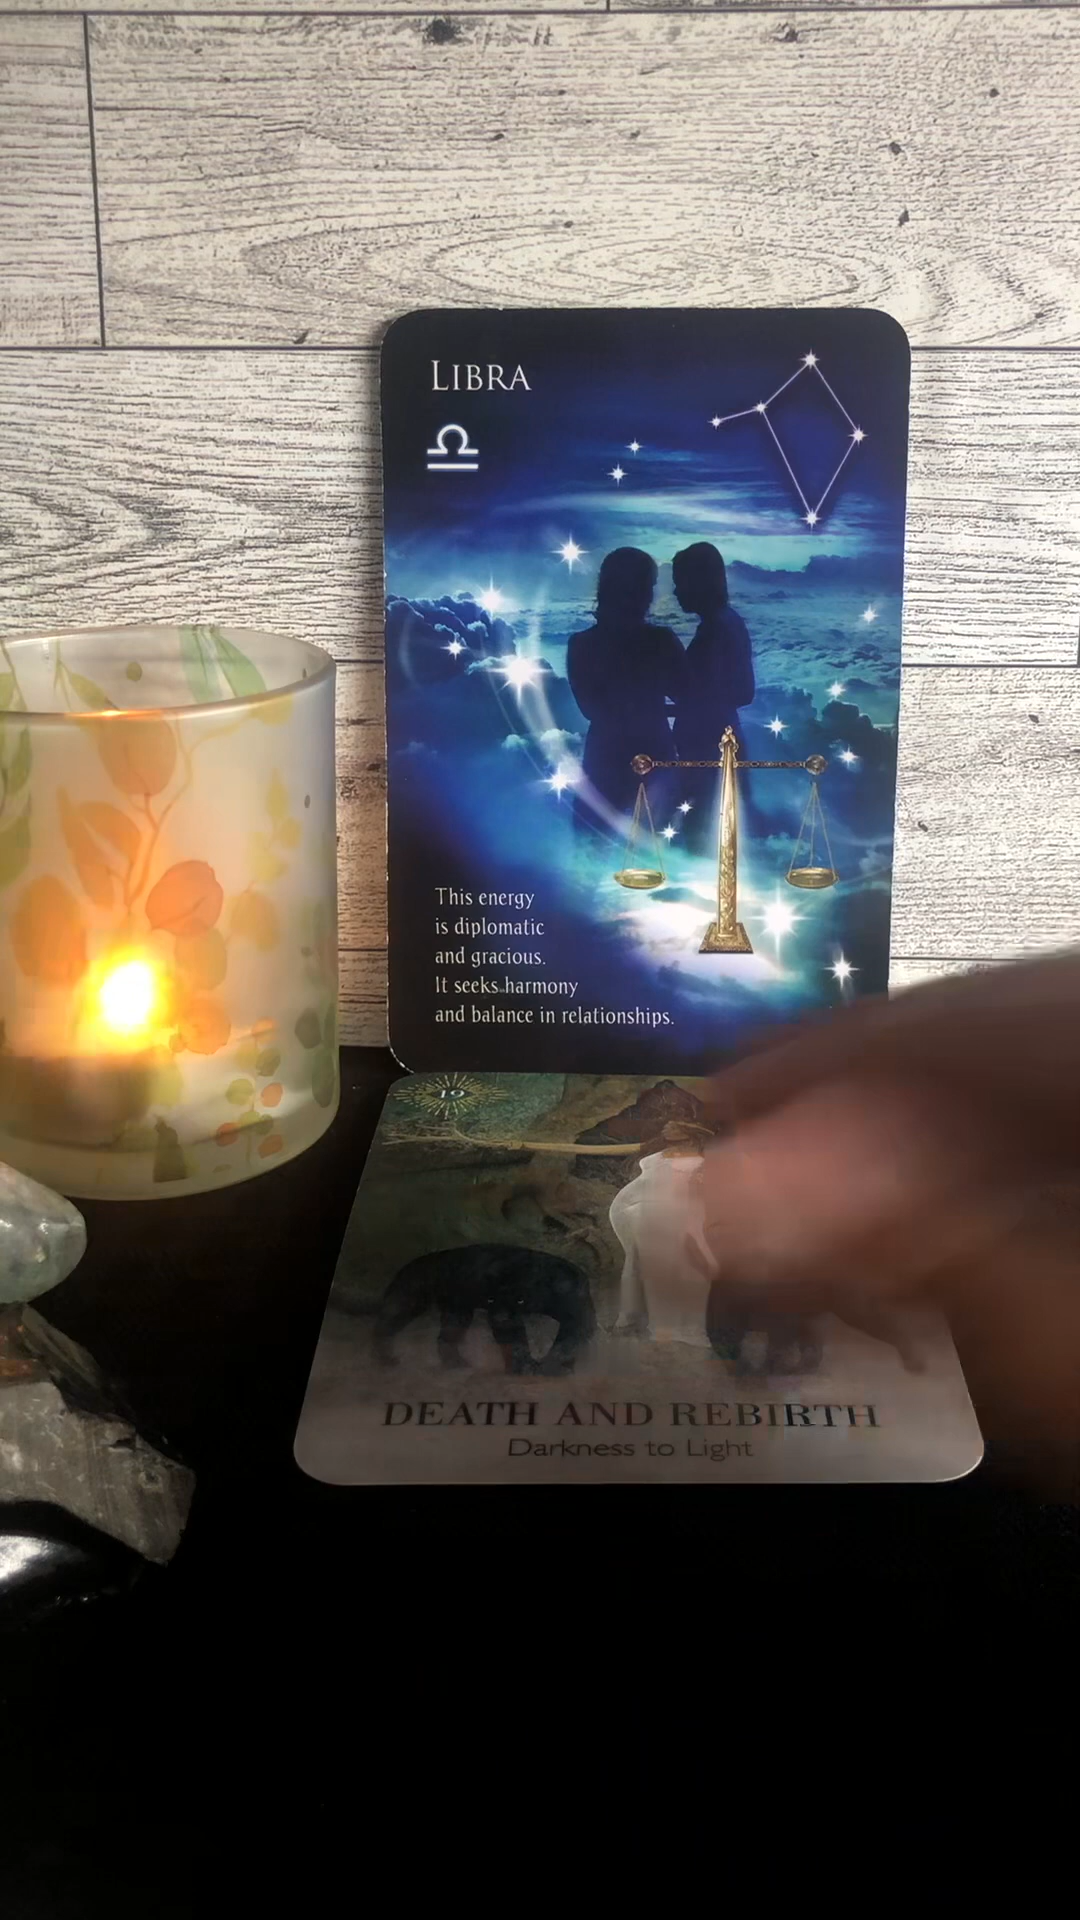 LIBRA
This energy
is diplomatic
and gracious.
It seeks harmony
and balance in relationships.
19
DEATH AND REBIRTH
Darkness to Light